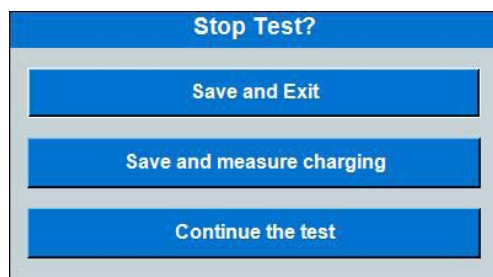 Stop Test?
Save and Exit
Save and measure charging
Continue the test